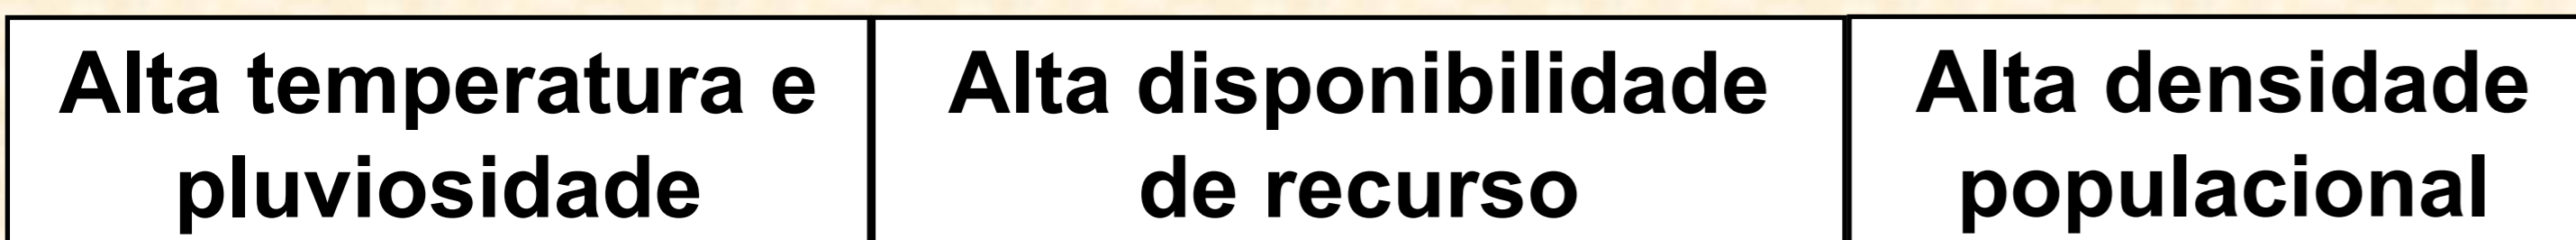 Alta temperatura e
pluviosidade
Alta disponibilidade
de recurso
Alta densidade
populacional